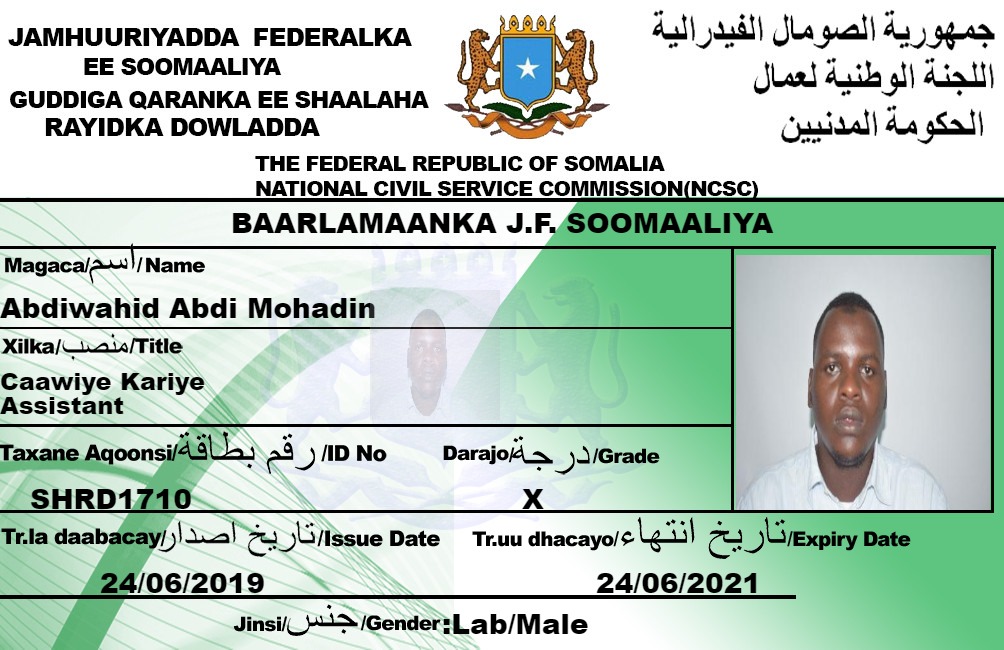 JAMHUURIYADDA FEDERALKA
EE SOOMAALIYA
GUDDIGA QARANKA EE SHAALAHA
RAYIDKA DOWLADDA
جمهورية الصومال الفيدرالية
اللجنة الوطنية لعمال
الحكومة المدنيين
THE FEDERAL REPUBLIC OF SOMALIA
NATIONAL CIVIL SERVICE COMMISSION(NCSC)
BAARLAMAANKA J.F. SOOMAALIYA
Magaca/اسم/Name
Abdiwahid Abdi Mohadin
Xilka/منصب/Title
Caawiye Kariye
Assistant
Taxane Aqoonsi/رقم بطاقة/ID No
SHRD1710
Darajo/درجة/Grade
X
Tr.la daabacay/تاريخ اصدار/Issue Date
24/06/2019
Tr.uu dhacayo/تاريخ انتهاء/Expiry Date
24/06/2021
Jinsi/جنس/Gender:Lab/Male